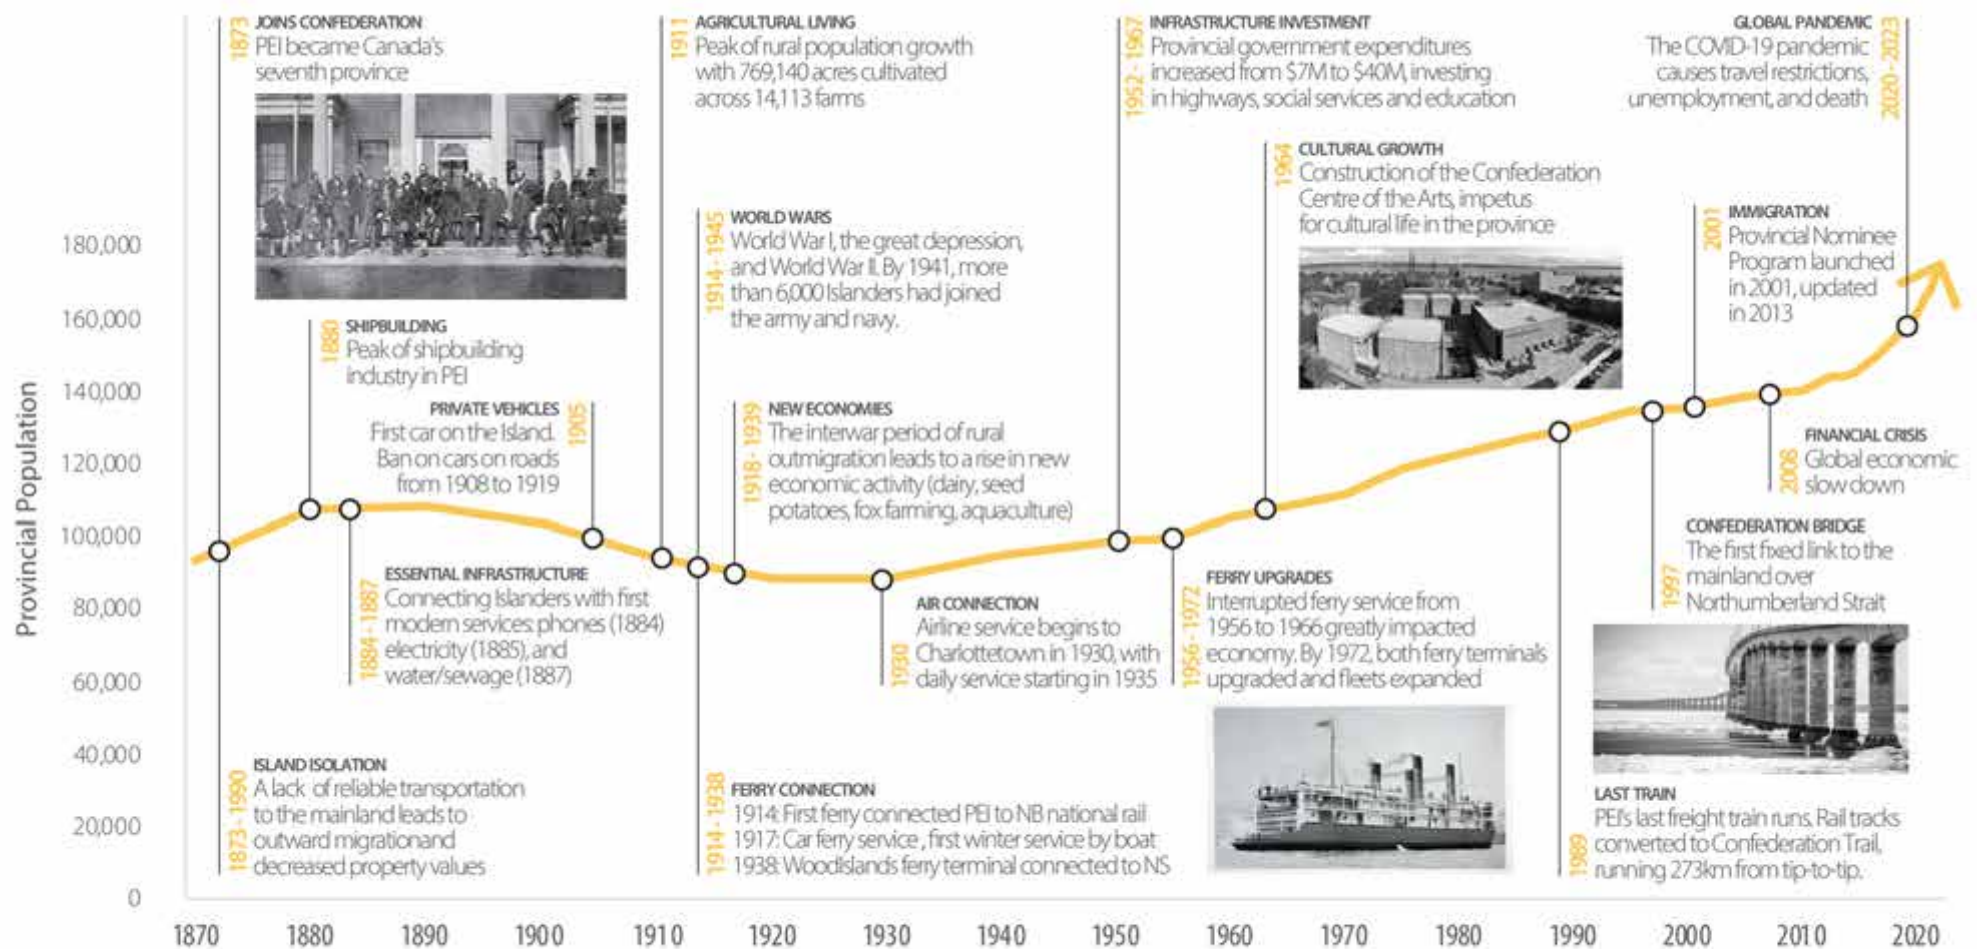 1873
JOINS CONFEDERATION
PEI became Canada's
seventh province
1911
AGRICULTURAL LIVING
Peak of rural population growth
with 769,140 acres cultivated
across 14,113 farms
1952 - 1967
INFRASTRUCTURE INVESTMENT
Provincial government expenditures
increased from $7M to $40M, investing
in highways, social services and education
GLOBAL PANDEMIC
The COVID-19 pandemic
causes travel restrictions,
unemployment, and death
2020 - 2023
1964
CULTURAL GROWTH
Construction of the Confederation
Centre of the Arts, impetus
for cultural life in the province
1914 - 1945
WORLD WARS
World War I, the great depression,
and World War II. By 1941, more
than 6,000 Islanders had joined
the army and navy.
2001
IMMIGRATION
Provincial Nominee
Program launched
in 2001, updated
in 2013
1880
SHIPBUILDING
Peak of shipbuilding
industry in PEI
PRIVATE VEHICLES
First car on the Island.
Ban on cars on roads
from 1908 to 1919
1905
1918 - 1939
NEW ECONOMIES
The interwar period of rural
outmigration leads to a rise in new
economic activity (dairy, seed
potatoes, fox farming, aquaculture)
2008
FINANCIAL CRISIS
Global economic
slow down
1997
CONFEDERATION BRIDGE
The first fixed link to the
mainland over
Northumberland Strait
1884 - 1887
ESSENTIAL INFRASTRUCTURE
Connecting Islanders with first
modern services: phones (1884)
electricity (1885), and
water/sewage (1887)
1930
AIR CONNECTION
Airline service begins to
Charlottetown in 1930, with
daily service starting in 1935
1956 - 1972
FERRY UPGRADES
Interrupted ferry service from
1956 to 1966 greatly impacted
economy. By 1972, both ferry terminals
upgraded and fleets expanded
1873 - 1990
ISLAND ISOLATION
A lack of reliable transportation
to the mainland leads to
outward migrationand
decreased property values
1914 - 1938
FERRY CONNECTION
1914: First ferry connected PEI to NB national rail
1917: Car ferry service, first winter service by boat
1938: WoodIslands ferry terminal connected to NS
1989
LAST TRAIN
PEI's last freight train runs. Rail tracks
converted to Confederation Trail,
running 273km from tip-to-tip.
Provincial Population
180,000
160,000
140,000
120,000
100,000
80,000
60,000
40,000
20,000
0
1870 1880 1890 1900 1910 1920 1930 1940 1950 1960 1970 1980 1990 2000 2010 2020